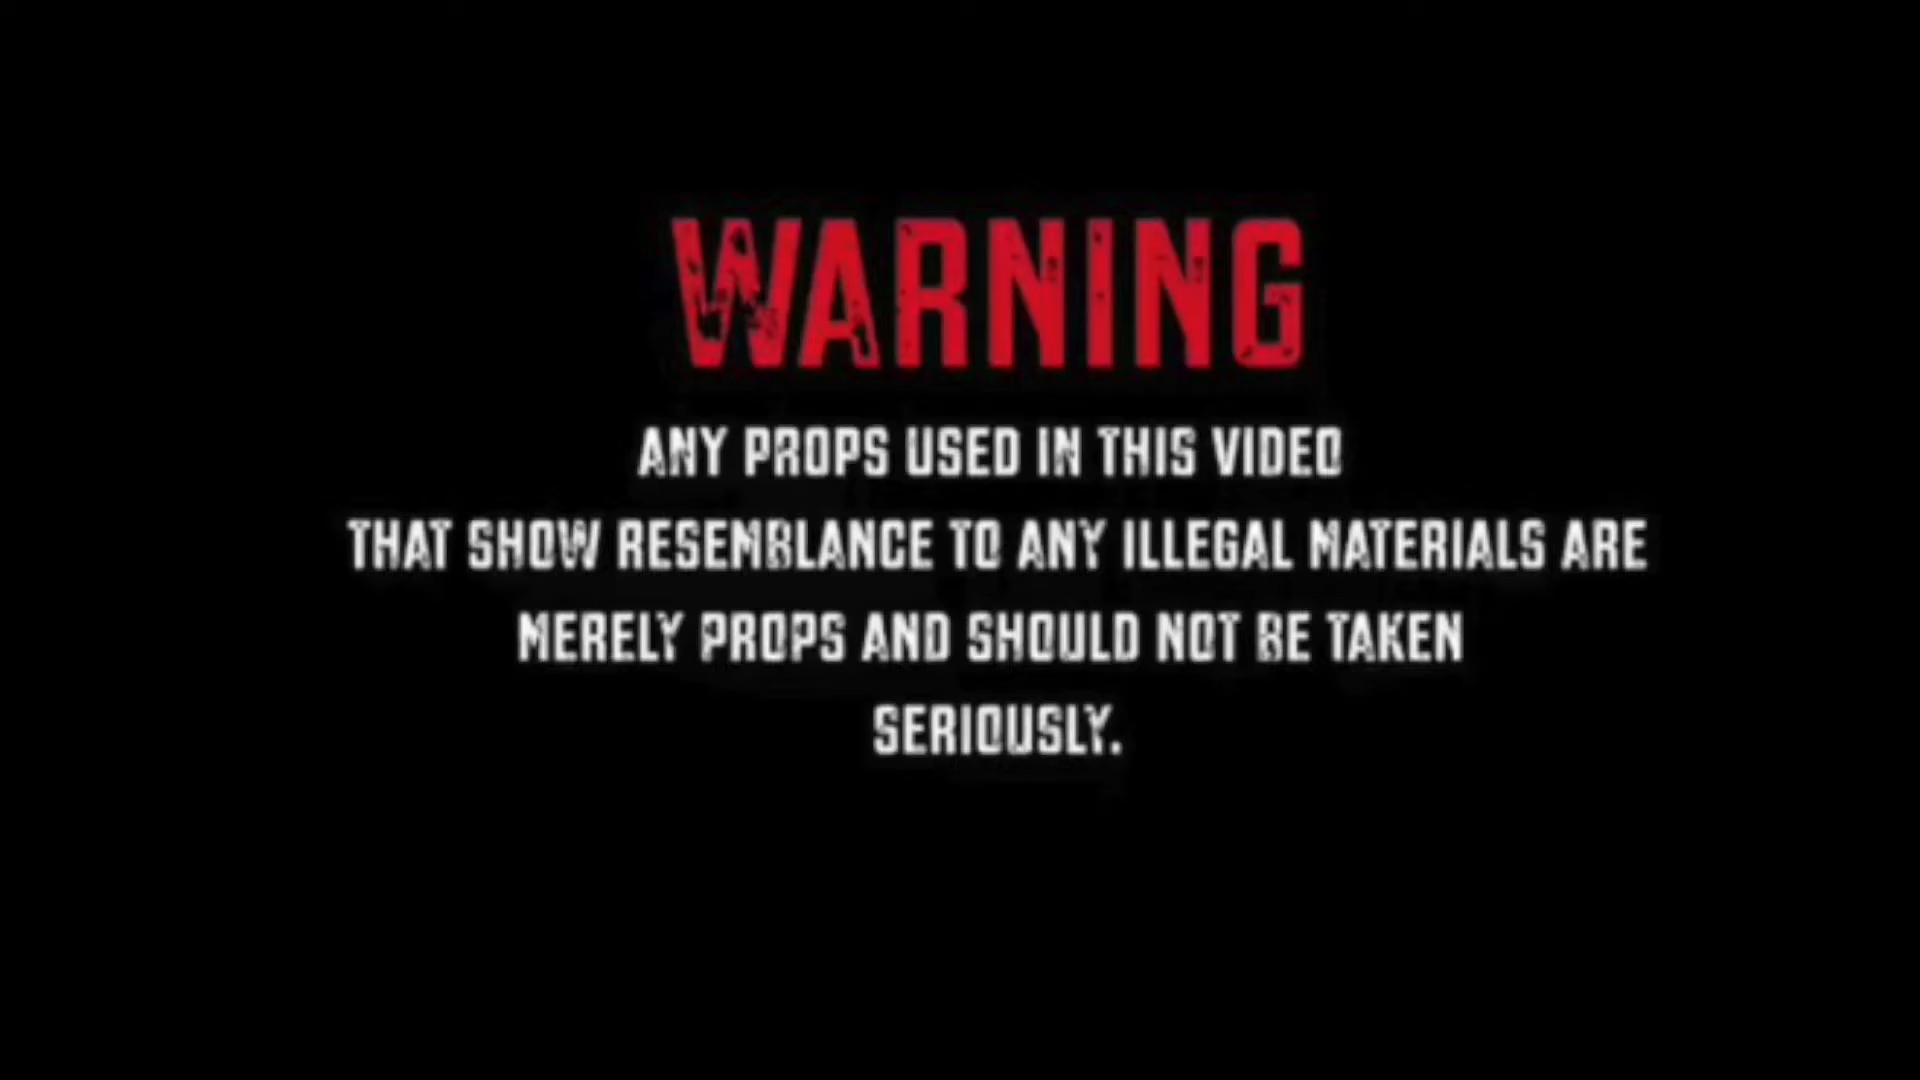 WARNING
ANY PROPS USED IN THIS VIDEO
THAT SHOW RESEMBLANCE TO ANY ILLEGAL MATERIALS ARE
MERELY PROPS AND SHOULD NOT BE TAKEN
SERIOUSLY.